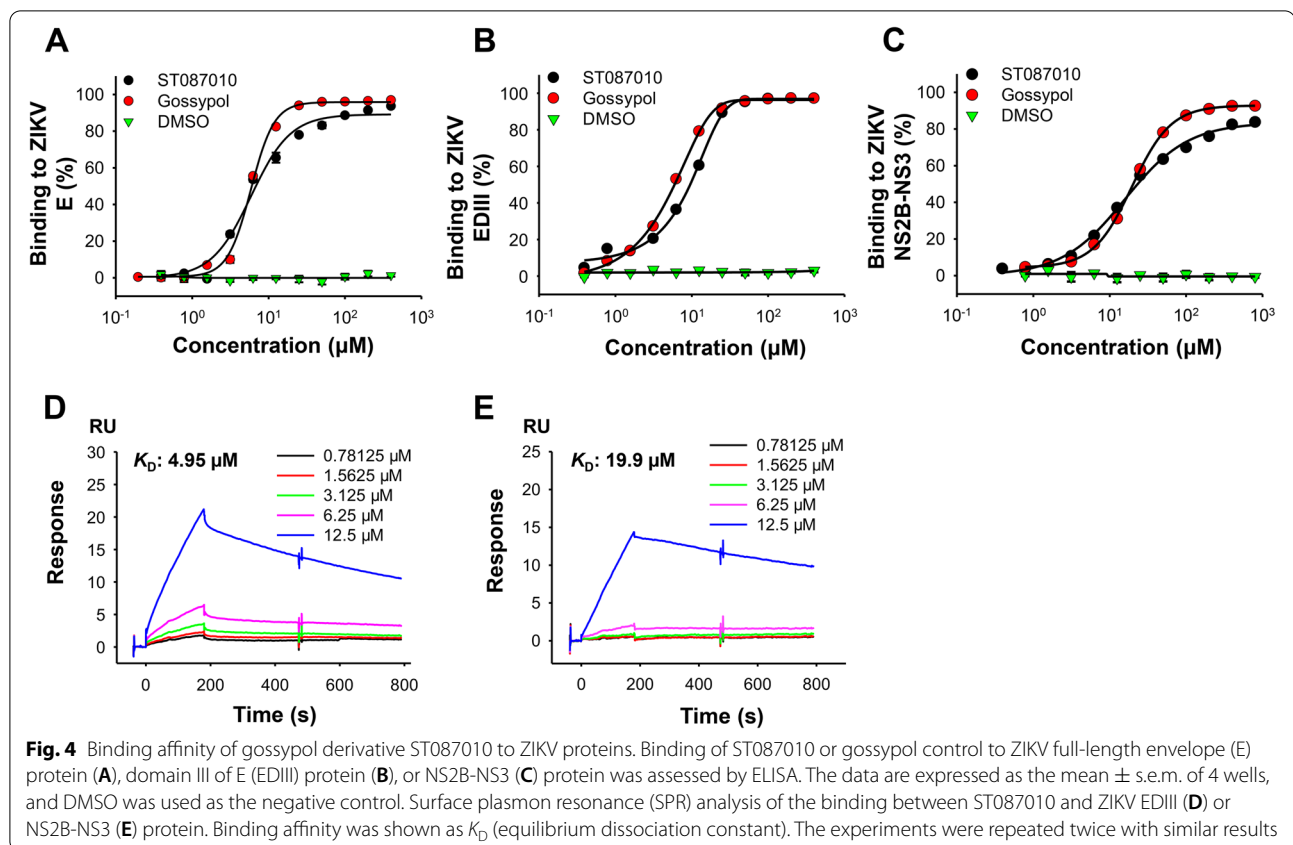 A
ST087010
Gossypol
DMSO
Binding to ZIKV
E (%)
100
80
60
40
20
0
10-1 10⁰ 10¹ 10² 10³
Concentration (µM)
B
ST087010
Gossypol
DMSO
Binding to ZIKV
EDIII (%)
100
80
60
40
20
0
10-1 10⁰ 10¹ 10² 10³
Concentration (µM)
C
ST087010
Gossypol
DMSO
Binding to ZIKV
NS2B-NS3 (%)
100
80
60
40
20
0
10-1 10⁰ 10¹ 10² 10³
Concentration (µM)
D
RU
KD: 4.95 µM
0.78125 µM
1.5625 µM
3.125 µM
6.25 µM
12.5 µM
Response
30
25
20
15
10
5
0
0 200 400 600 800
Time (s)
E
RU
KD: 19.9 µM
0.78125 µM
1.5625 µM
3.125 µM
6.25 µM
12.5 µM
Response
25
20
15
10
5
0
0 200 400 600 800
Time (s)
Fig. 4 Binding affinity of gossypol derivative ST087010 to ZIKV proteins. Binding of ST087010 or gossypol control to ZIKV full-length envelope (E)
protein (A), domain III of E (EDIII) protein (B), or NS2B-NS3 (C) protein was assessed by ELISA. The data are expressed as the mean ± s.e.m. of 4 wells,
and DMSO was used as the negative control. Surface plasmon resonance (SPR) analysis of the binding between ST087010 and ZIKV EDIII (D) or
NS2B-NS3 (E) protein. Binding affinity was shown as KD (equilibrium dissociation constant). The experiments were repeated twice with similar results